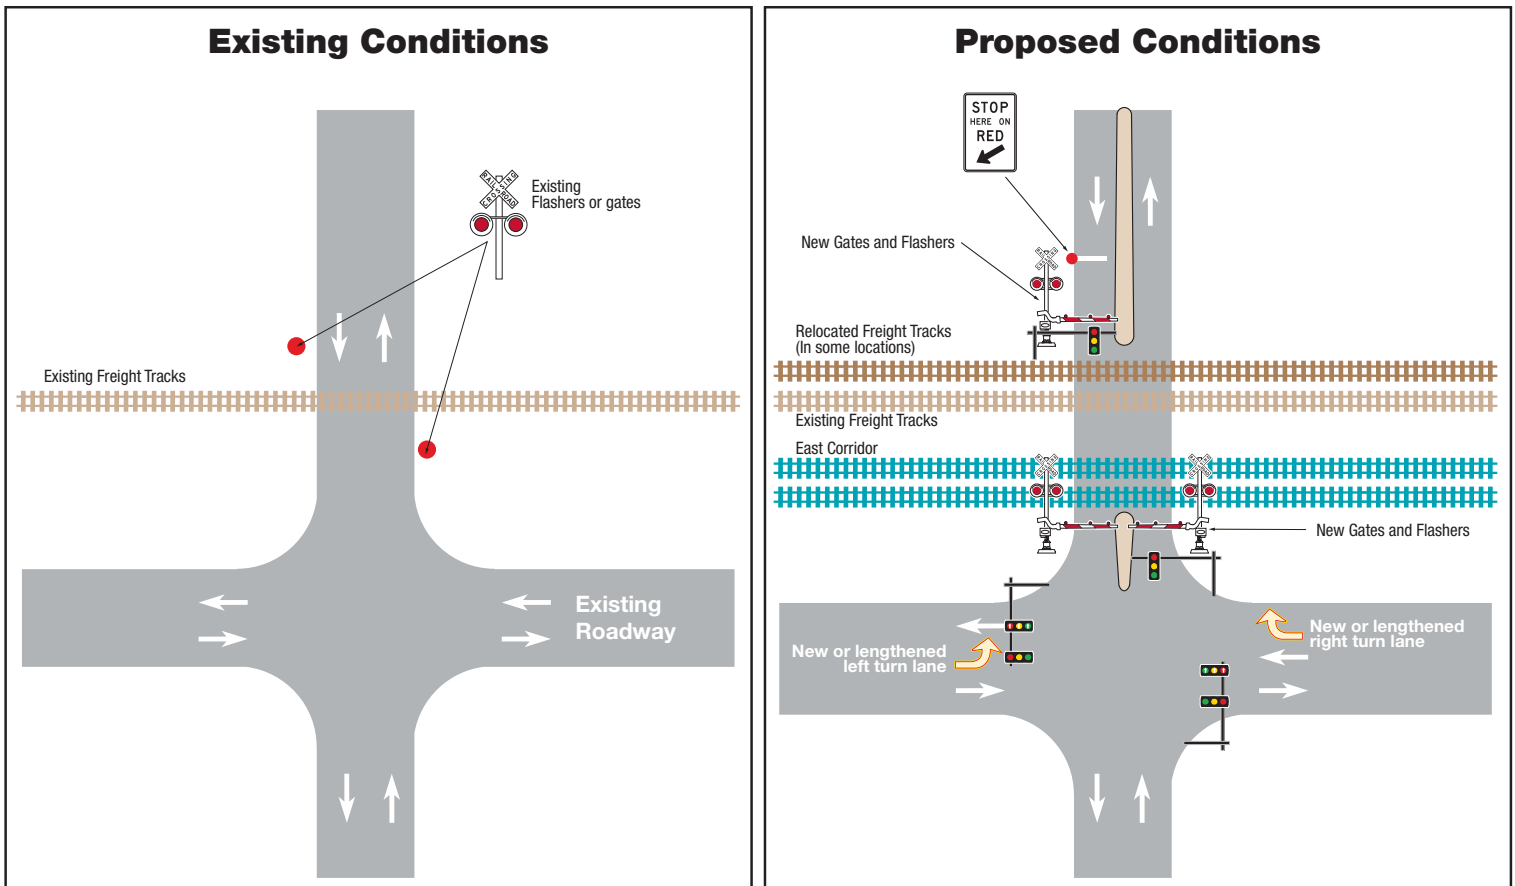 Existing Conditions
RAILROAD
CROSSING
Existing
Flashers or gates
Existing Freight Tracks
Existing
Roadway
Proposed Conditions
STOP
HERE ON
RED
New Gates and Flashers
Relocated Freight Tracks
(In some locations)
Existing Freight Tracks
East Corridor
New Gates and Flashers
New or lengthened
left turn lane
New or lengthened
right turn lane